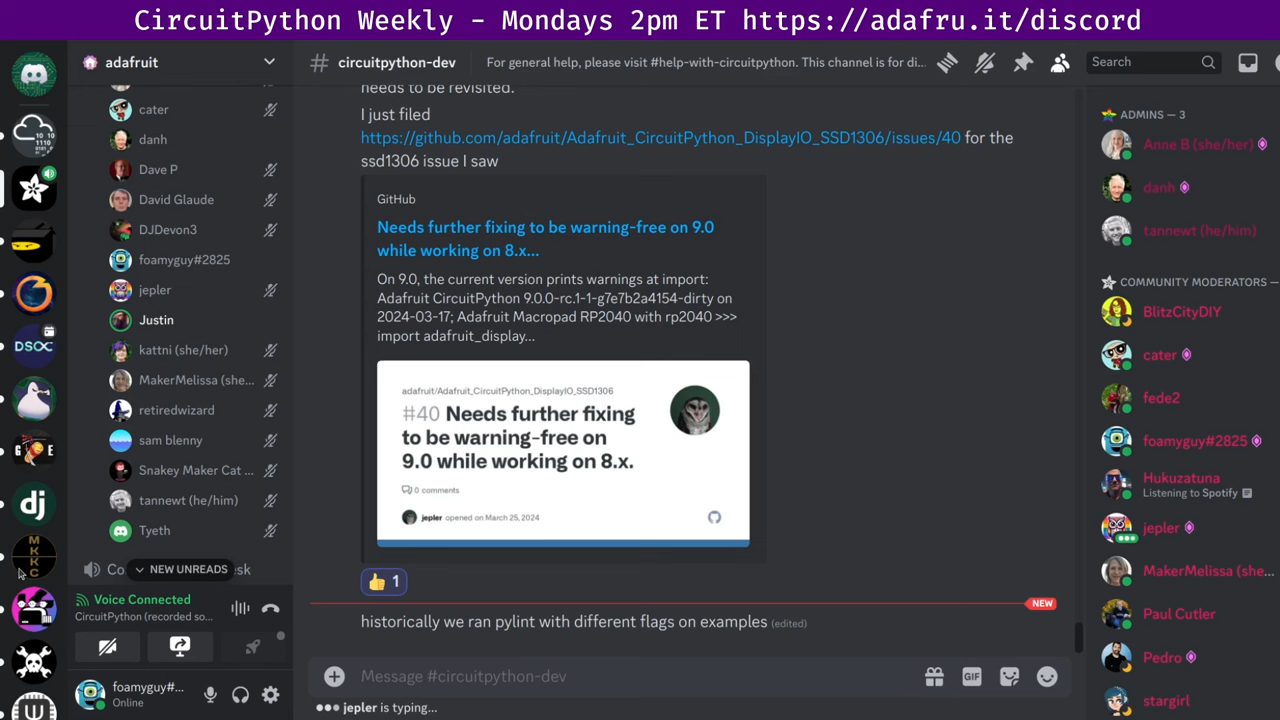 CircuitPython Weekly - Mondays 2pm ET https://adafru.it/discord
adafruit
cater
danh
Dave P
David Glaude
DJDevon3
foamyguy#2825
jepler
Justin
kattni (she/her)
MakerMelissa (she...
retiredwizard
sam blenny
Snakey Maker Cat ...
tannewt (he/him)
Tyeth
Co
NEW UNREADS
esk
Voice Connected
CircuitPython (recorded so...
foamyguy#...
Online
DSOC
G
E
dj
M
K
K
C
# circuitpython-dev
For general help, please visit #help-with-circuitpython. This channel is for di...
Search
needs to be revisited.
I just filed
https://github.com/adafruit/Adafruit_CircuitPython_DisplayIO_SSD1306/issues/40 for the
ssd1306 issue I saw
GitHub
Needs further fixing to be warning-free on 9.0
while working on 8.x...
On 9.0, the current version prints warnings at import:
Adafruit CircuitPython 9.0.0-rc.1-1-g7e7b2a4154-dirty on
2024-03-17; Adafruit Macropad RP2040 with rp2040 >>>
import adafruit_display...
adafruit/Adafruit_CircuitPython_DisplayIO_SSD1306
#40 Needs further fixing
to be warning-free on
9.0 while working on 8.x.
0 comments
jepler opened on March 25, 2024
1
NEW
historically we ran pylint with different flags on examples (edited)
Message #circuitpython-dev
GIF
jepler is typing...
ADMINS — 3
Anne B (she/her)
danh
tannewt (he/him)
COMMUNITY MODERATORS —
BlitzCityDIY
cater
fede2
foamyguy#2825
Hukuzatuna
Listening to Spotify
jepler
MakerMelissa (she...
Paul Cutler
Pedro
stargirl